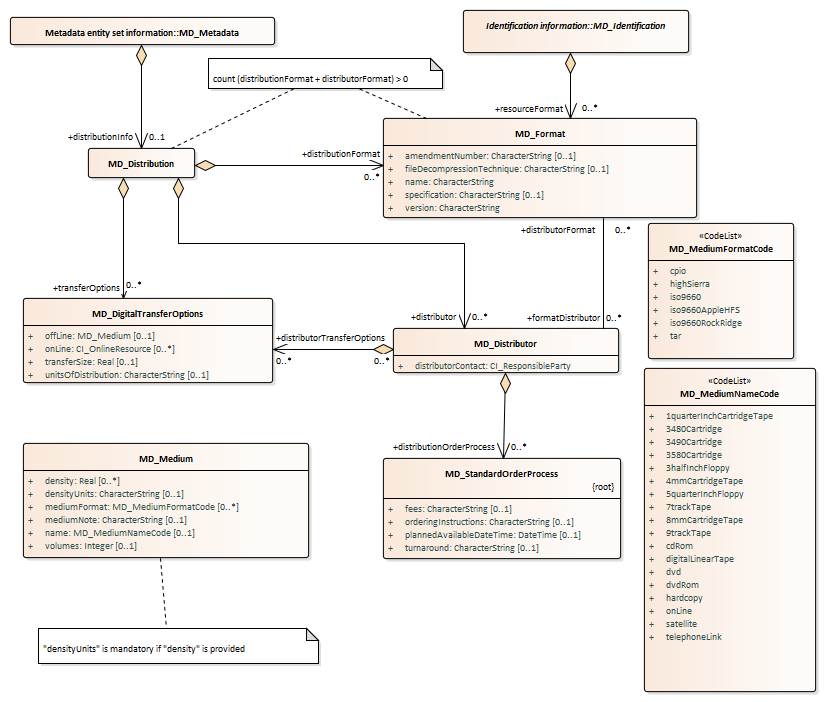 Metadata entity set information::MD_Metadata
Identification information::MD_Identification
count (distributionFormat + distributorFormat) > 0
+resourceFormat
0..*
+distributionInfo
0..1
MD_Distribution
+distributionFormat
0..*
MD_Format
+ amendmentNumber: CharacterString [0..1]
+ fileDecompressionTechnique: CharacterString [0..1]
+ name: CharacterString
+ specification: CharacterString [0..1]
+ version: CharacterString
+distributorFormat
0..*
+formatDistributor
0..*
«CodeList»
MD_MediumFormatCode
+ cpio
+ highSierra
+ iso9660
+ iso9660AppleHFS
+ iso9660RockRidge
+ tar
+transferOptions
0..*
MD_DigitalTransferOptions
+ offLine: MD_Medium [0..1]
+ onLine: CI_OnlineResource [0..*]
+ transferSize: Real [0..1]
+ unitsOfDistribution: CharacterString [0..1]
+distributor
0..*
+distributorTransferOptions
0..*
0..*
MD_Distributor
+ distributorContact: CI_ResponsibleParty
+distributionOrderProcess
0..*
«CodeList»
MD_MediumNameCode
+ 1quarterInchCartridgeTape
+ 3480Cartridge
+ 3490Cartridge
+ 3580Cartridge
+ 3halfInchFloppy
+ 4mmCartridgeTape
+ 5quarterInchFloppy
+ 7trackTape
+ 8mmCartridgeTape
+ 9trackTape
+ cdRom
+ digitalLinearTape
+ dvd
+ dvdRom
+ hardcopy
+ onLine
+ satellite
+ telephoneLink
MD_Medium
+ density: Real [0..*]
+ densityUnits: CharacterString [0..1]
+ mediumFormat: MD_MediumFormatCode [0..*]
+ mediumNote: CharacterString [0..1]
+ name: MD_MediumNameCode [0..1]
+ volumes: Integer [0..1]
MD_StandardOrderProcess
{root}
+ fees: CharacterString [0..1]
+ orderingInstructions: CharacterString [0..1]
+ plannedAvailableDateTime: DateTime [0..1]
+ turnaround: CharacterString [0..1]
"densityUnits" is mandatory if "density" is provided